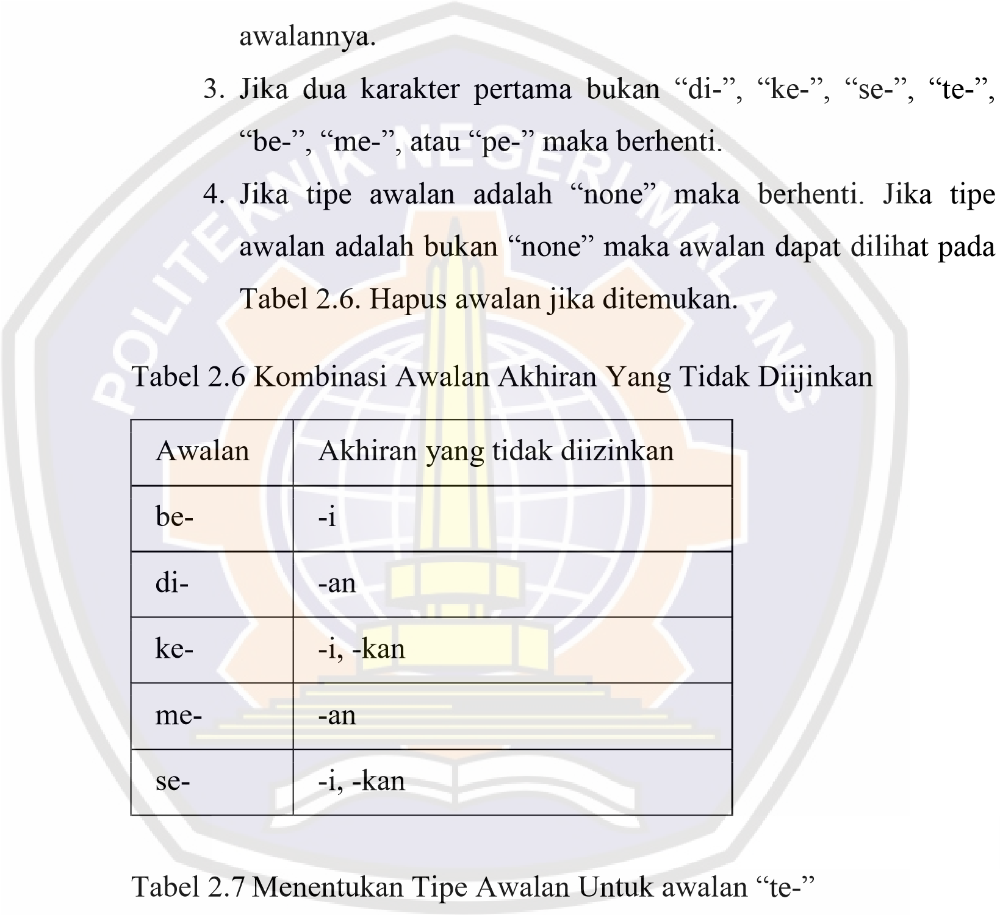 awalannya.
3. Jika dua karakter pertama bukan “di-”, “ke-”, “se-”, “te-”,
“be-”, “me-”, atau “pe-” maka berhenti.
4. Jika tipe awalan adalah “none” maka berhenti. Jika tipe
awalan adalah bukan “none” maka awalan dapat dilihat pada
Tabel 2.6. Hapus awalan jika ditemukan.
POLITEKNIK NEGERI MALANG
Tabel 2.6 Kombinasi Awalan Akhiran Yang Tidak Diijinkan
Awalan Akhiran yang tidak diizinkan
be- -i
di- -an
ke- -i, -kan
me- -an
se- -i, -kan
Tabel 2.7 Menentukan Tipe Awalan Untuk awalan “te-”